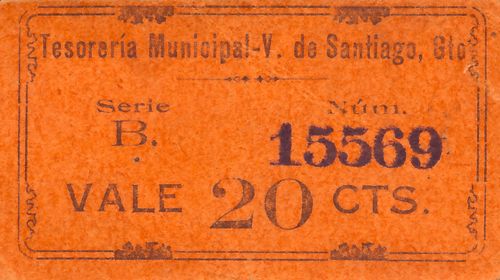 Tesorería Municipal-V. de Santiago, Gto
Serie Núm.
B. 15569
VALE 20 CTS.